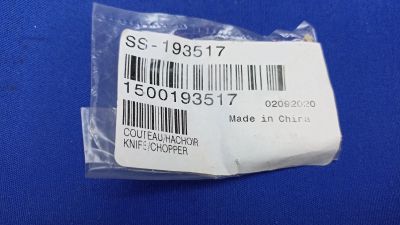 SS-193517
1500193517
02092020
Made in China
COUTEAU/HACHOIR
KNIFE/CHOPPER